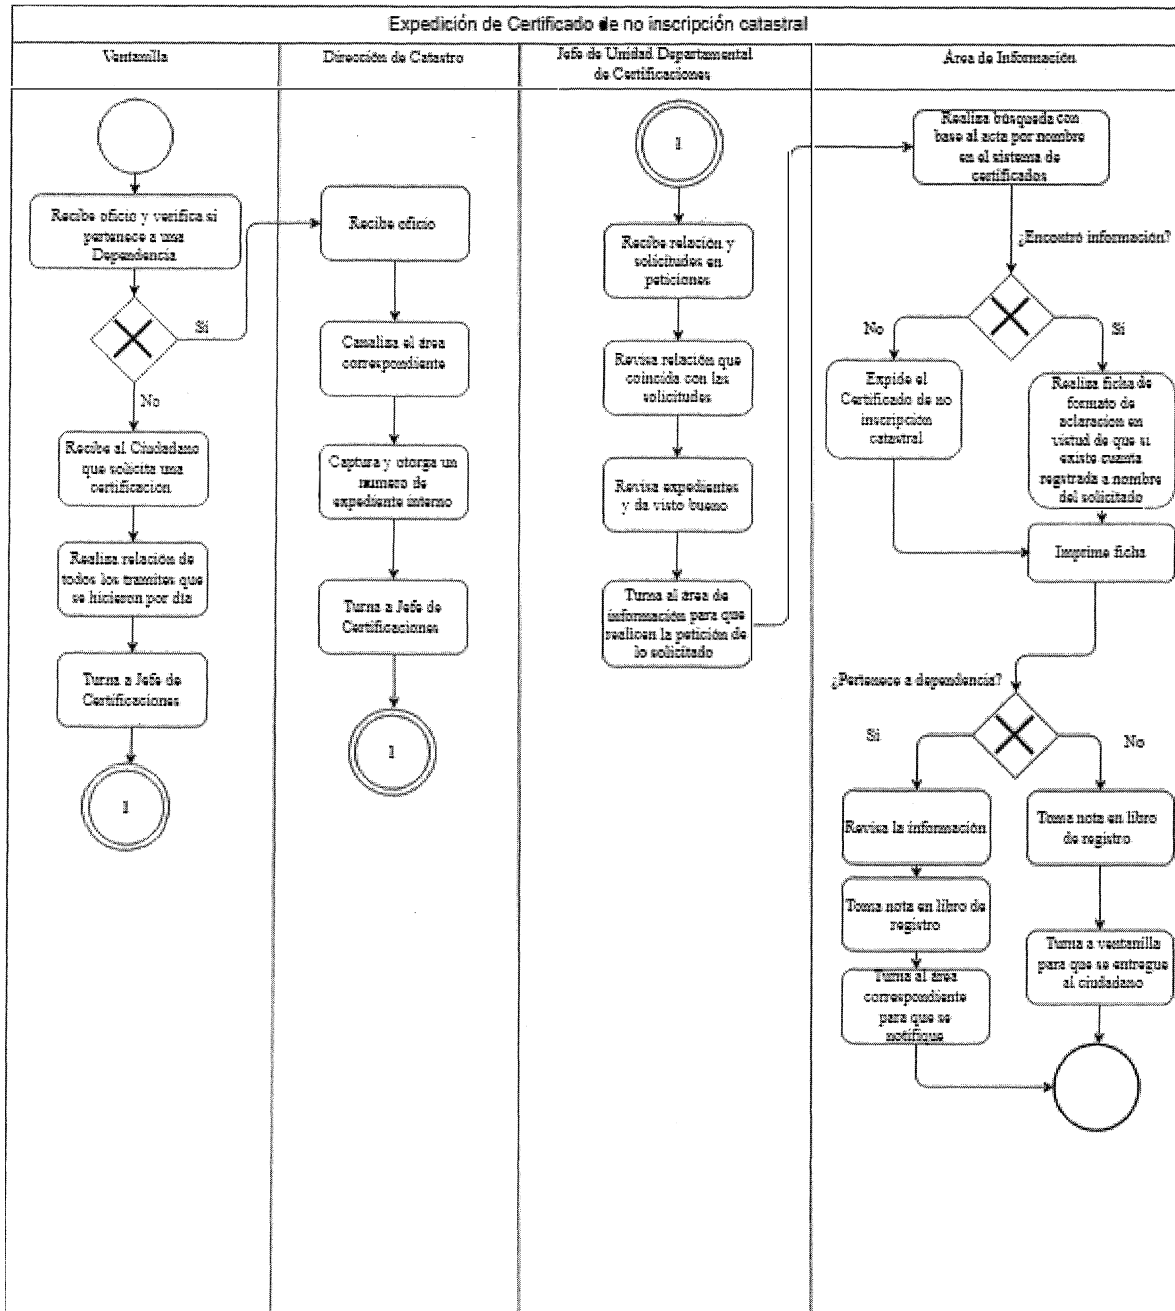 Expedición de Certificado de no inscripción catastral
Ventanilla
Dirección de Catastro
Jefe de Unidad Departamental
de Certificaciones
Área de Información
Recibe oficio y verifica si
pertenece a una
Dependencia
Sí
No
Recibe al Ciudadano
que solicita una
certificación
Realiza relación de
todos los tramites que
se hicieron por día
Turna a Jefe de
Certificaciones
1
Recibe oficio
Canaliza el área
correspondiente
Captura y otorga un
numero de
expediente interno
Turna a Jefe de
Certificaciones
1
1
Recibe relación y
solicitudes en
peticiones
Revisa relación que
coincida con las
solicitudes
Revisa expedientes
y da visto bueno
Turna al área de
información para que
realicen la petición de
lo solicitado
Realiza búsqueda con
base al acta por nombre
en el sistema de
certificados
¿Encontró información?
No
Sí
Expide el
Certificado de no
inscripción
catastral
Realiza ficha de
formato de
aclaracion en
virtud de que si
existe cuenta
registrada a nombre
del solicitado
Imprime ficha
¿Pertenece a dependencia?
Sí
No
Revisa la información
Toma nota en libro de
registro
Turna al área
correspondiente
para que se
notifique
Toma nota en libro
de registro
Turna a ventanilla
para que se entregue
al ciudadano